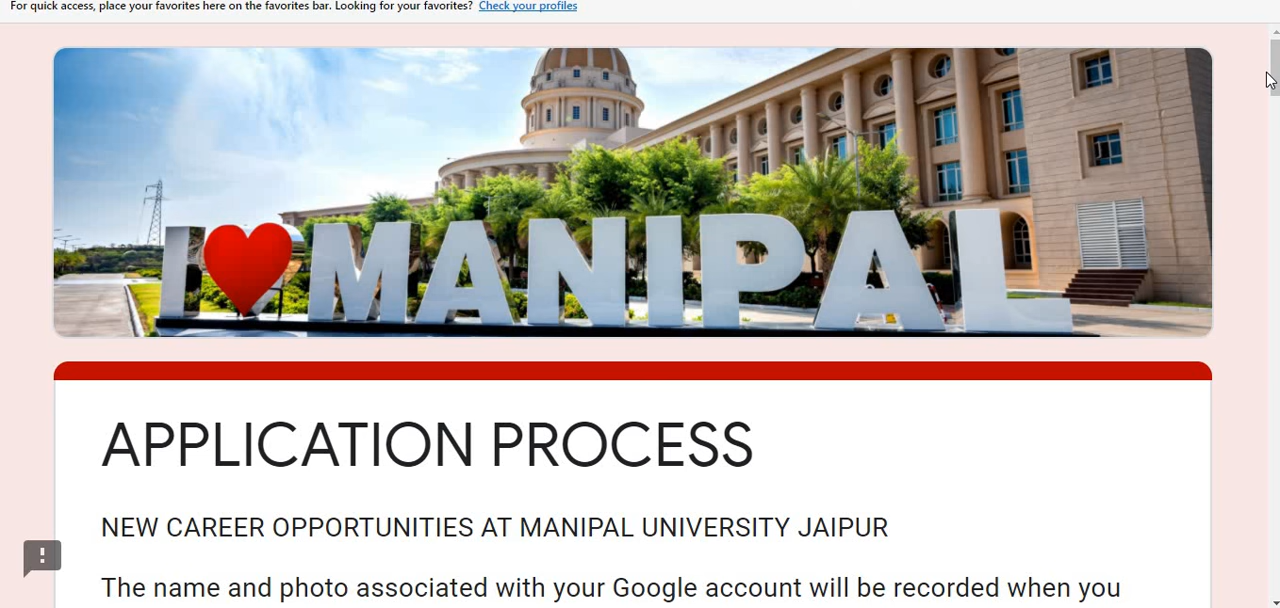 For quick access, place your favorites here on the favorites bar. Looking for your favorites? Check your profiles
I MANIPAL
APPLICATION PROCESS
NEW CAREER OPPORTUNITIES AT MANIPAL UNIVERSITY JAIPUR
The name and photo associated with your Google account will be recorded when you